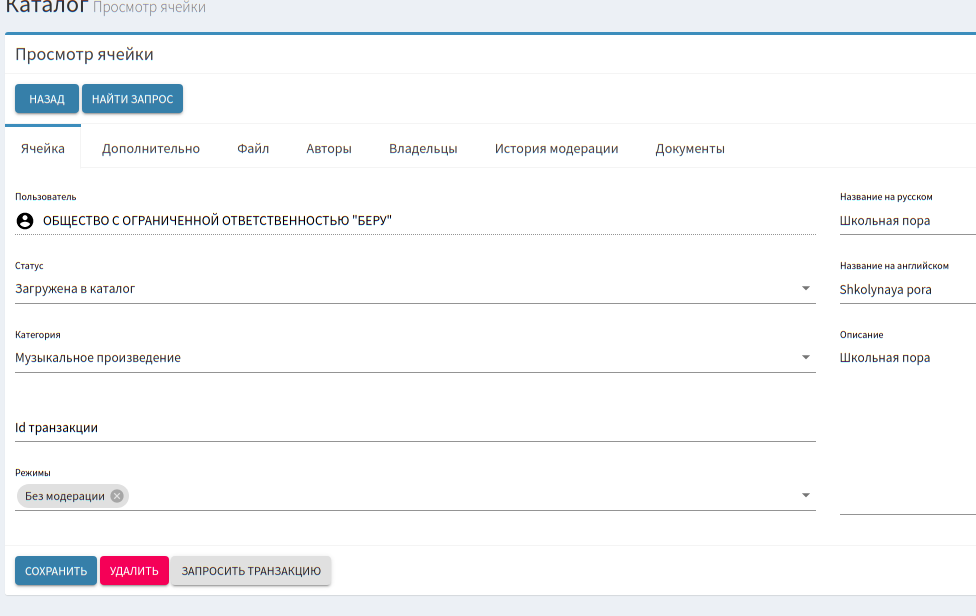 Каталог Просмотр ячейки
Просмотр ячейки
НАЗАД НАЙТИ ЗАПРОС
Ячейка Дополнительно Файл Авторы Владельцы История модерации Документы
Пользователь
ОБЩЕСТВО С ОГРАНИЧЕННОЙ ОТВЕТСТВЕННОСТЬЮ "БЕРУ"
Название на русском
Школьная пора
Статус
Загружена в каталог
Название на английском
Shkolynaya pora
Категория
Музыкальное произведение
Описание
Школьная пора
Id транзакции
Режимы
Без модерации
СОХРАНИТЬ УДАЛИТЬ ЗАПРОСИТЬ ТРАНЗАКЦИЮ